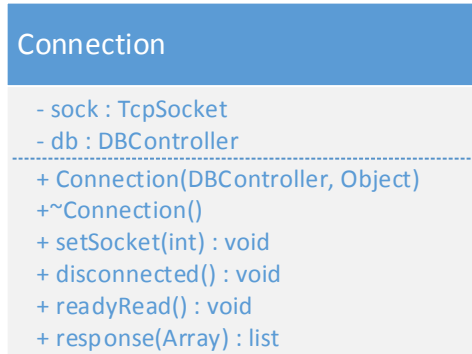 Connection
- sock : TcpSocket
- db : DBController
+ Connection(DBController, Object)
+~Connection()
+ setSocket(int) : void
+ disconnected() : void
+ readyRead() : void
+ response(Array) : list